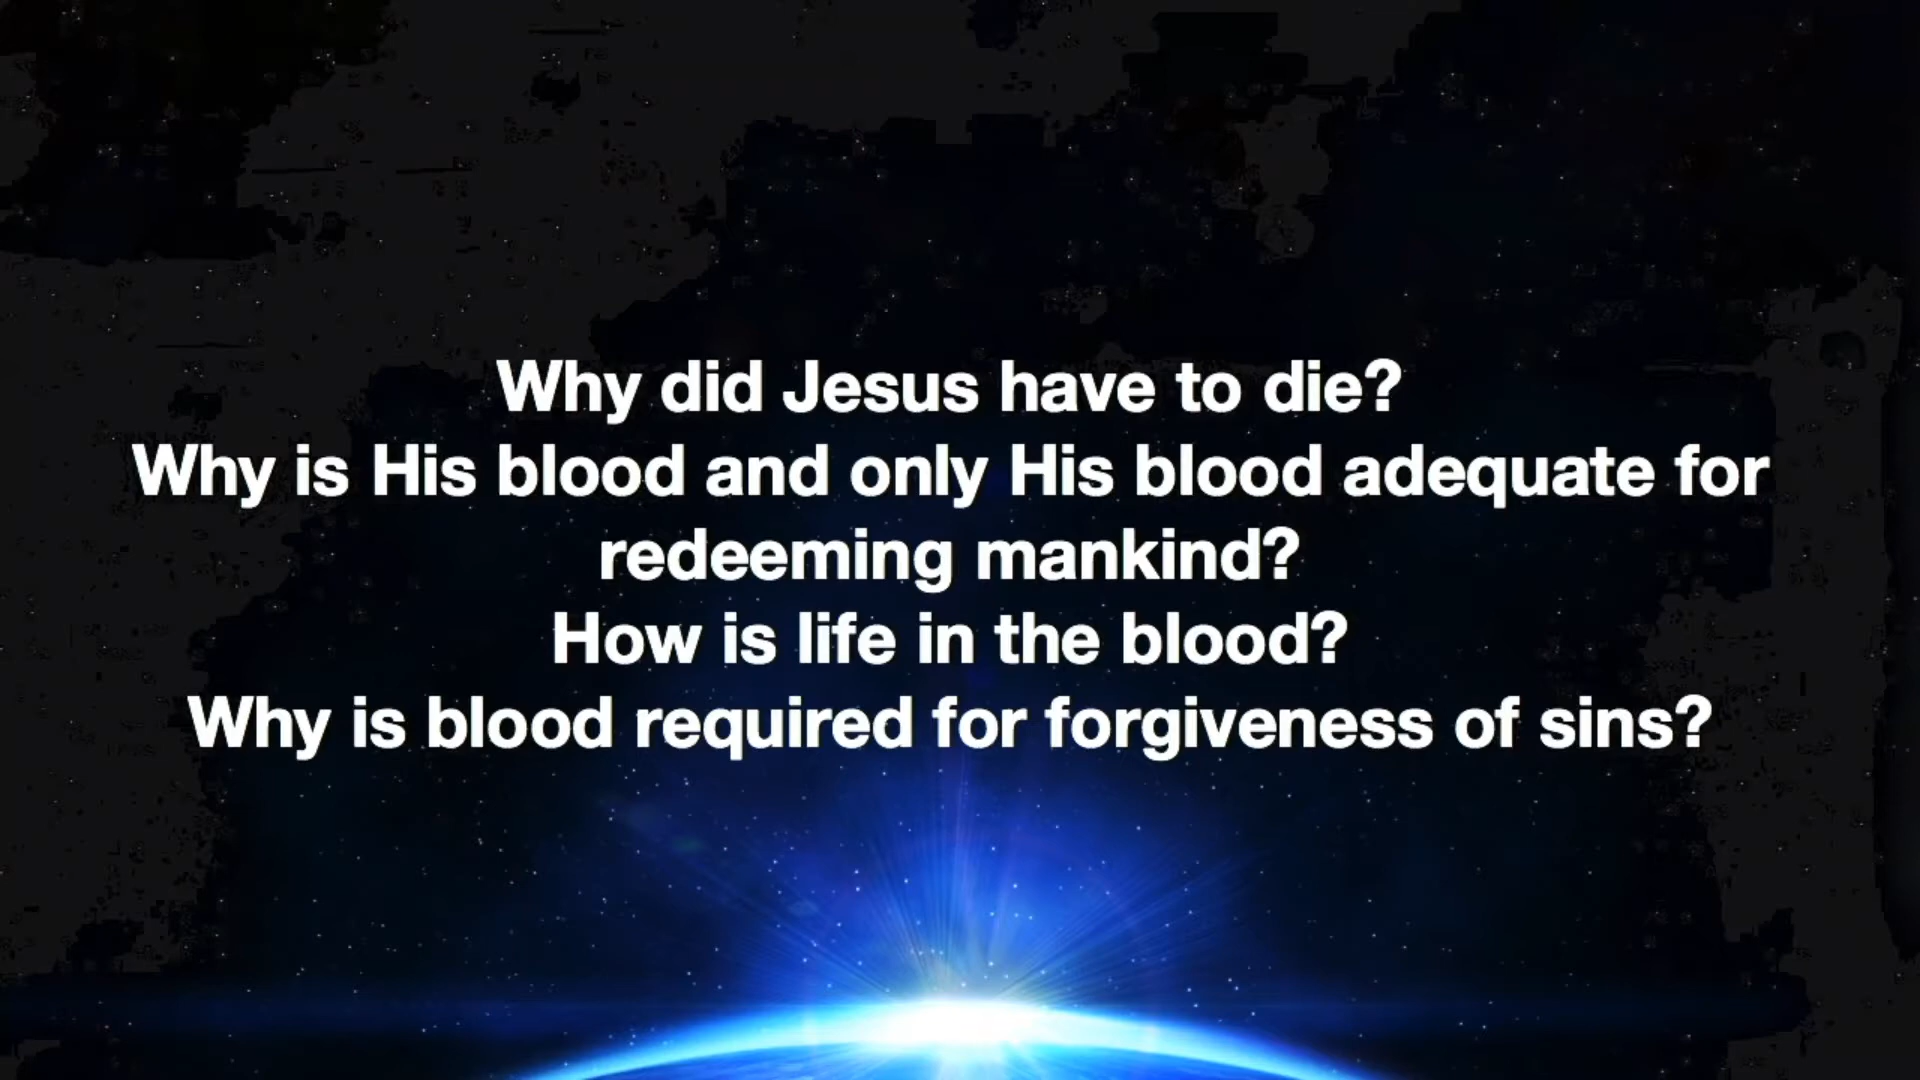 Why did Jesus have to die?
Why is His blood and only His blood adequate for
redeeming mankind?
How is life in the blood?
Why is blood required for forgiveness of sins?